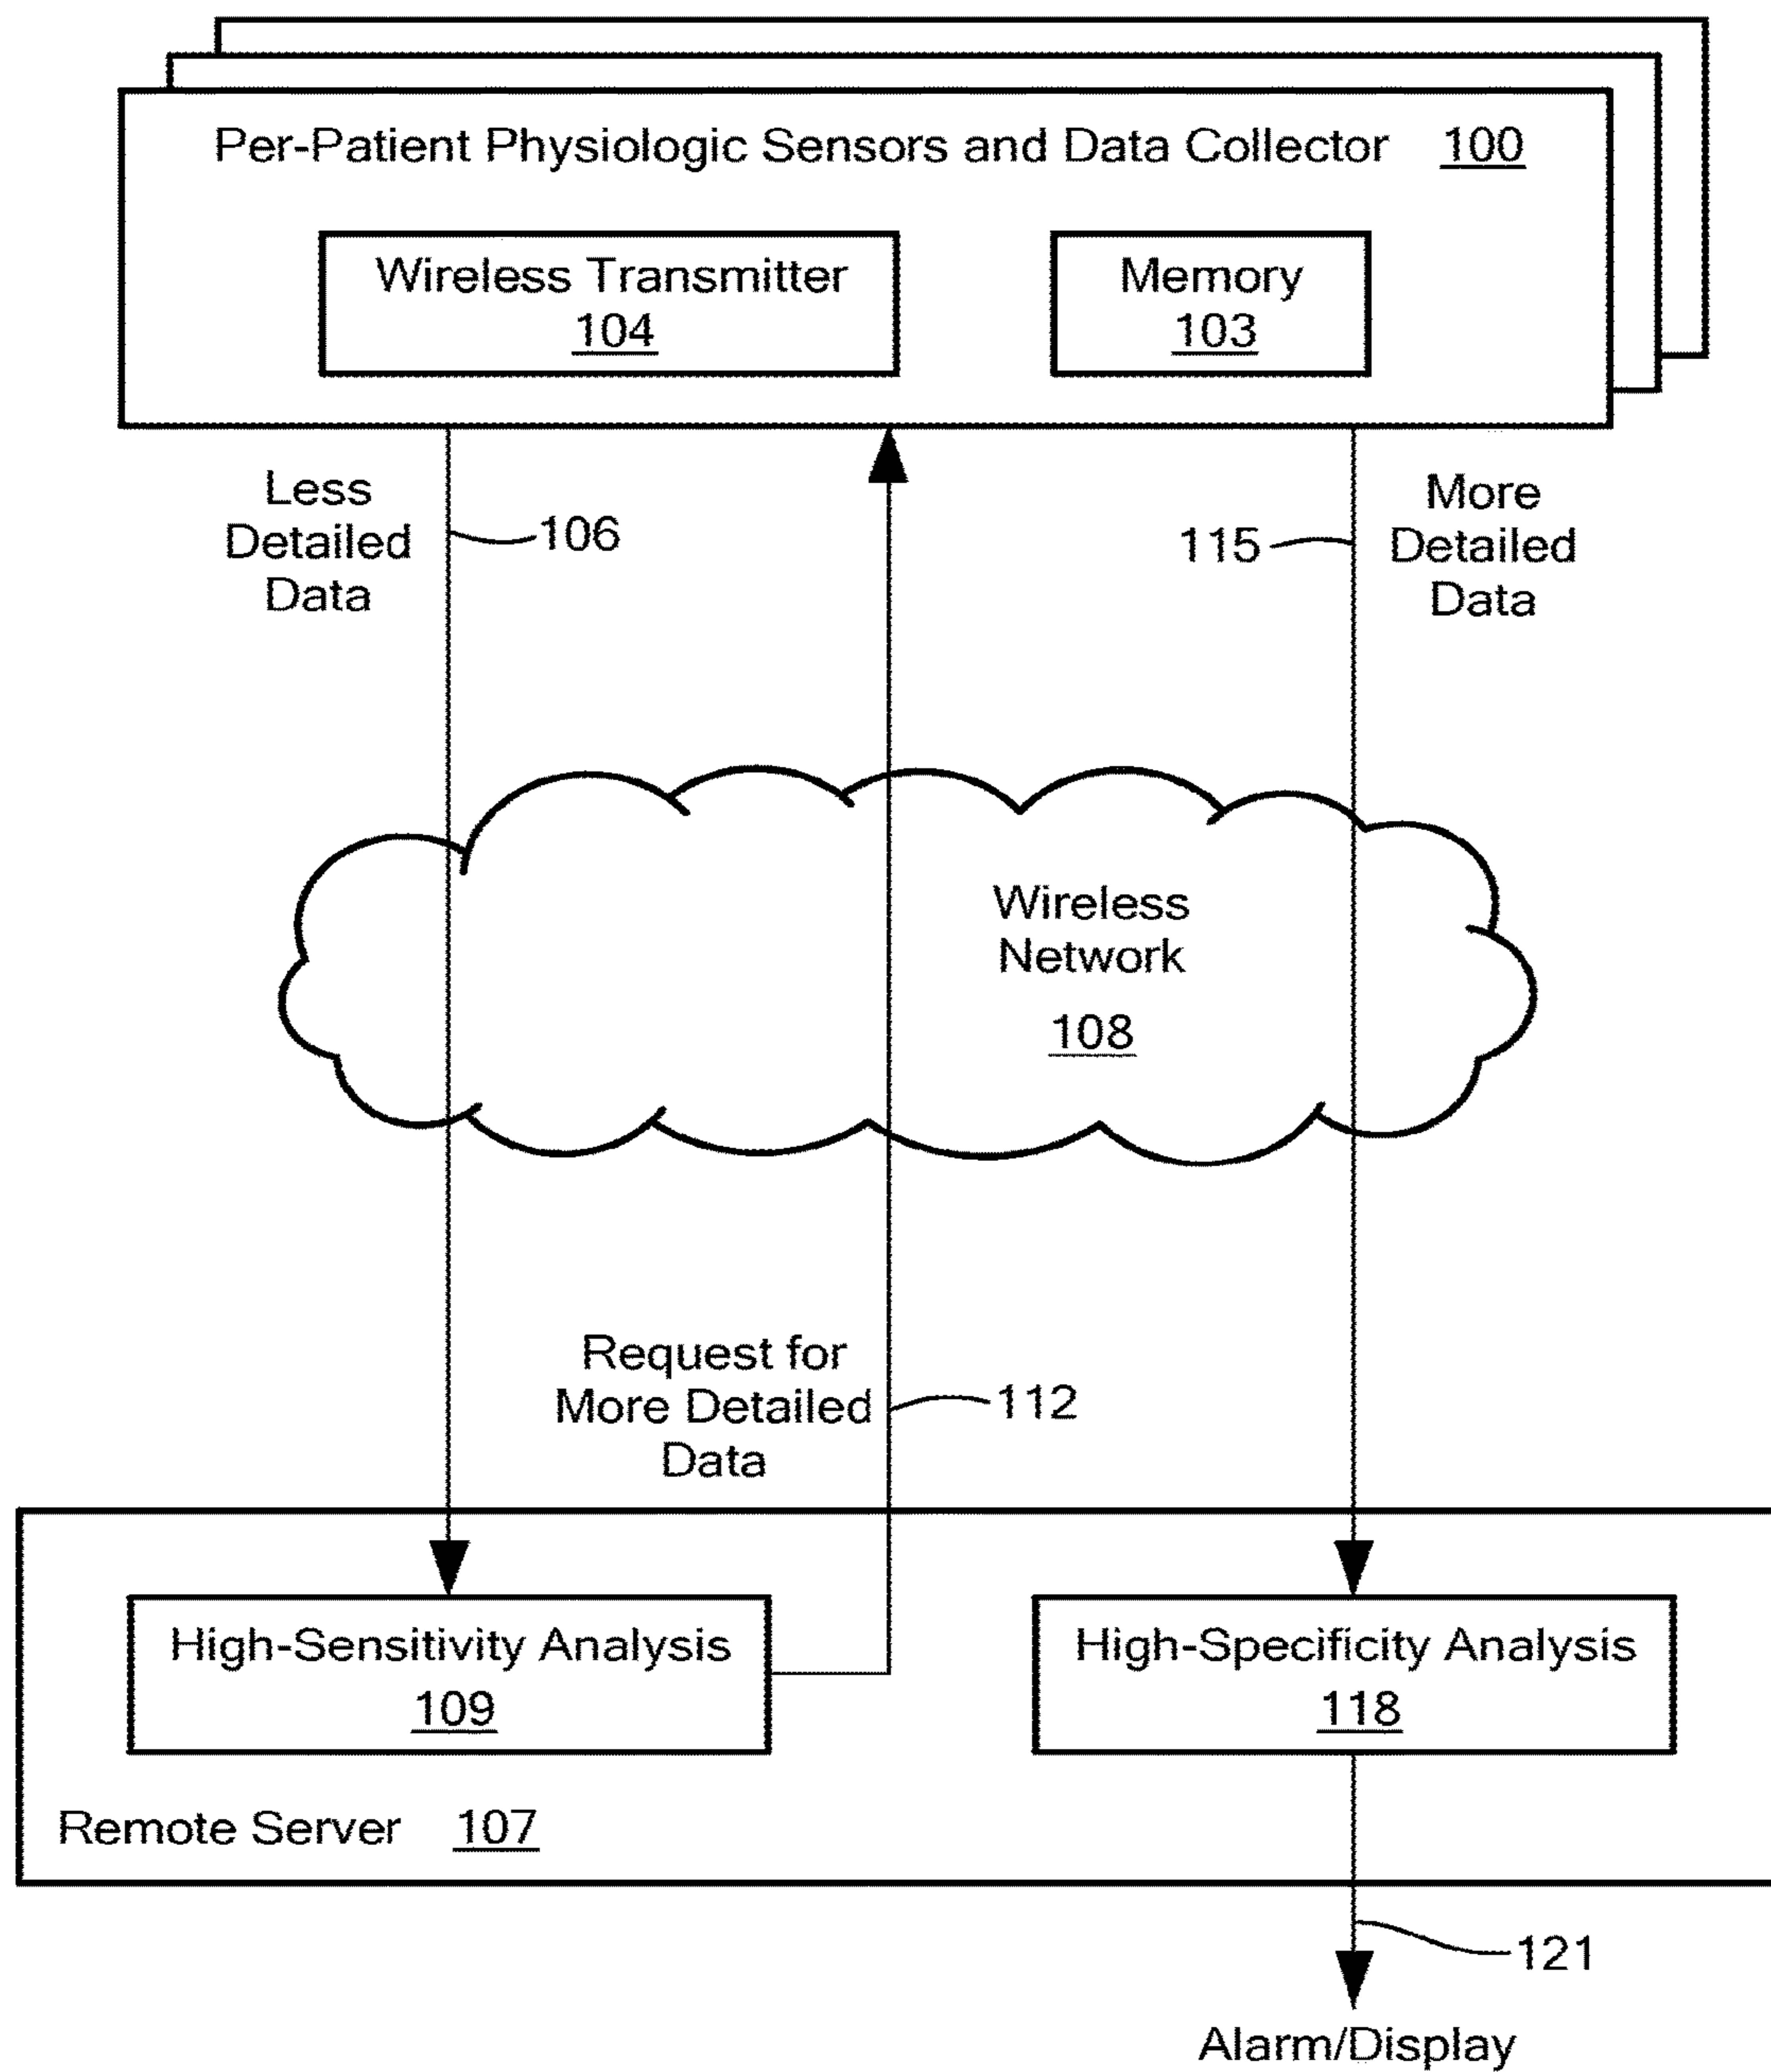 Per-Patient Physiologic Sensors and Data Collector 100
Wireless Transmitter
104
Memory
103
Less
Detailed
Data
106
115
More
Detailed
Data
Wireless
Network
108
Request for
More Detailed
Data
112
High-Sensitivity Analysis
109
High-Specificity Analysis
118
Remote Server 107
121
Alarm/Display